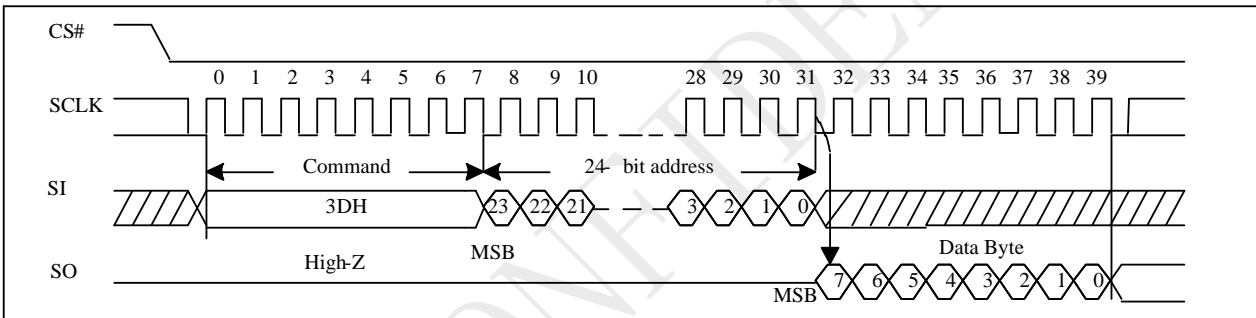 CS#
0 1 2 3 4 5 6 7 8 9 10 28 29 30 31 32 33 34 35 36 37 38 39
SCLK
Command 24- bit address
SI
3DH 23 22 21 3 2 1 0
MSB Data Byte
High-Z
SO
MSB 7 6 5 4 3 2 1 0